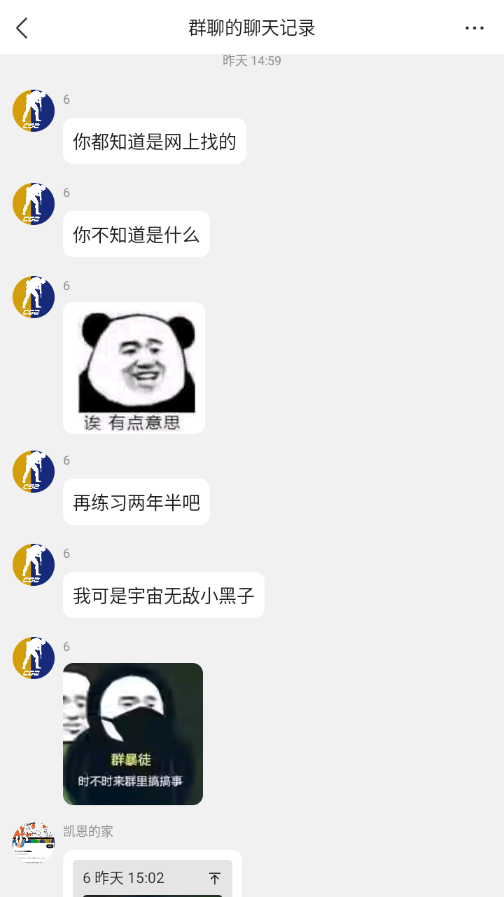 群聊的聊天记录
昨天 14:59
6
你都知道是网上找的
6
你不知道是什么
6
诶 有点意思
6
再练习两年半吧
6
我可是宇宙无敌小黑子
6
群暴徒
时不时来群里搞搞事
凯恩的家
6 昨天 15:02